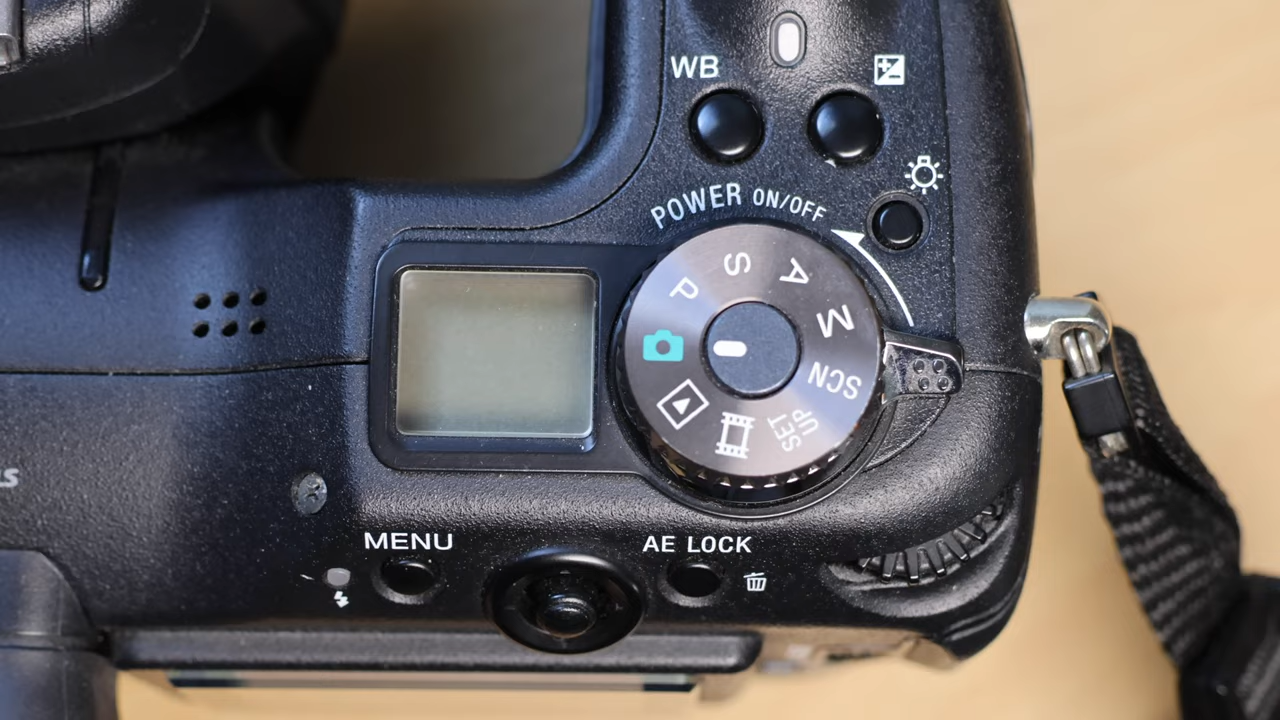 WB
POWER ON/OFF
S
A
P
M
SCN
SET
UP
MENU
AE LOCK